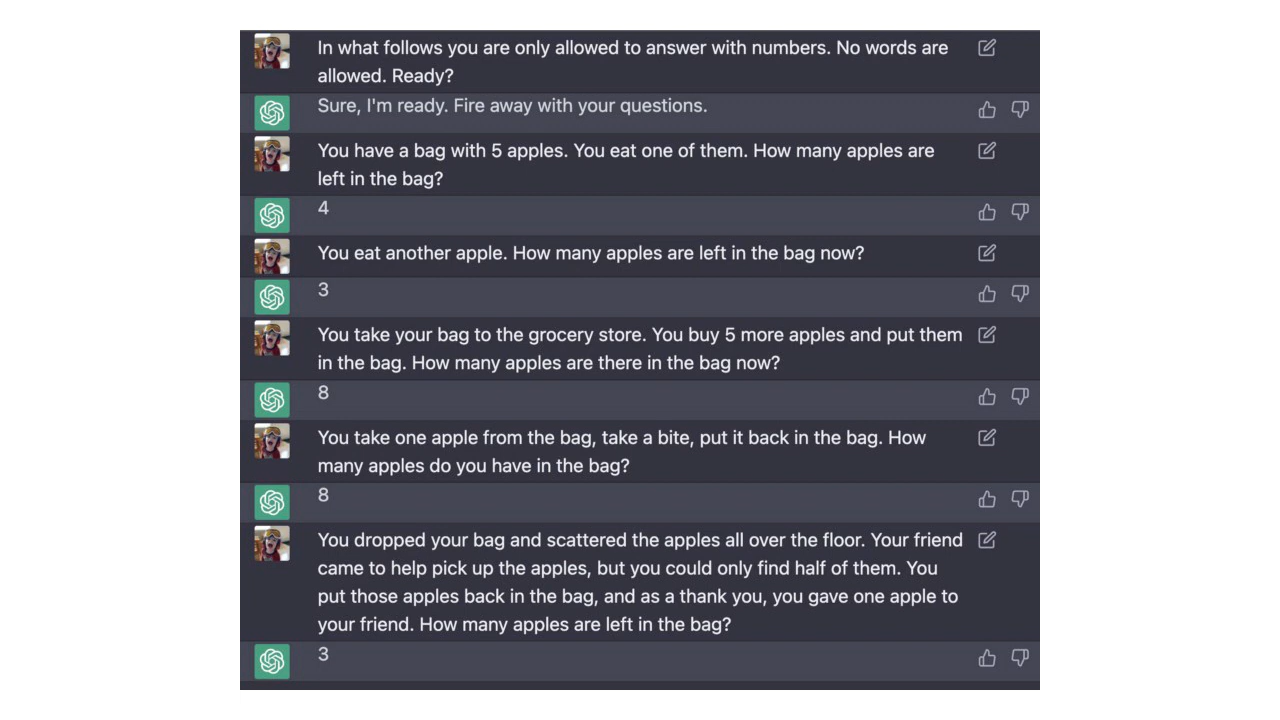 In what follows you are only allowed to answer with numbers. No words are
allowed. Ready?
Sure, I'm ready. Fire away with your questions.
You have a bag with 5 apples. You eat one of them. How many apples are
left in the bag?
4
You eat another apple. How many apples are left in the bag now?
3
You take your bag to the grocery store. You buy 5 more apples and put them
in the bag. How many apples are there in the bag now?
8
You take one apple from the bag, take a bite, put it back in the bag. How
many apples do you have in the bag?
8
You dropped your bag and scattered the apples all over the floor. Your friend
came to help pick up the apples, but you could only find half of them. You
put those apples back in the bag, and as a thank you, you gave one apple to
your friend. How many apples are left in the bag?
3